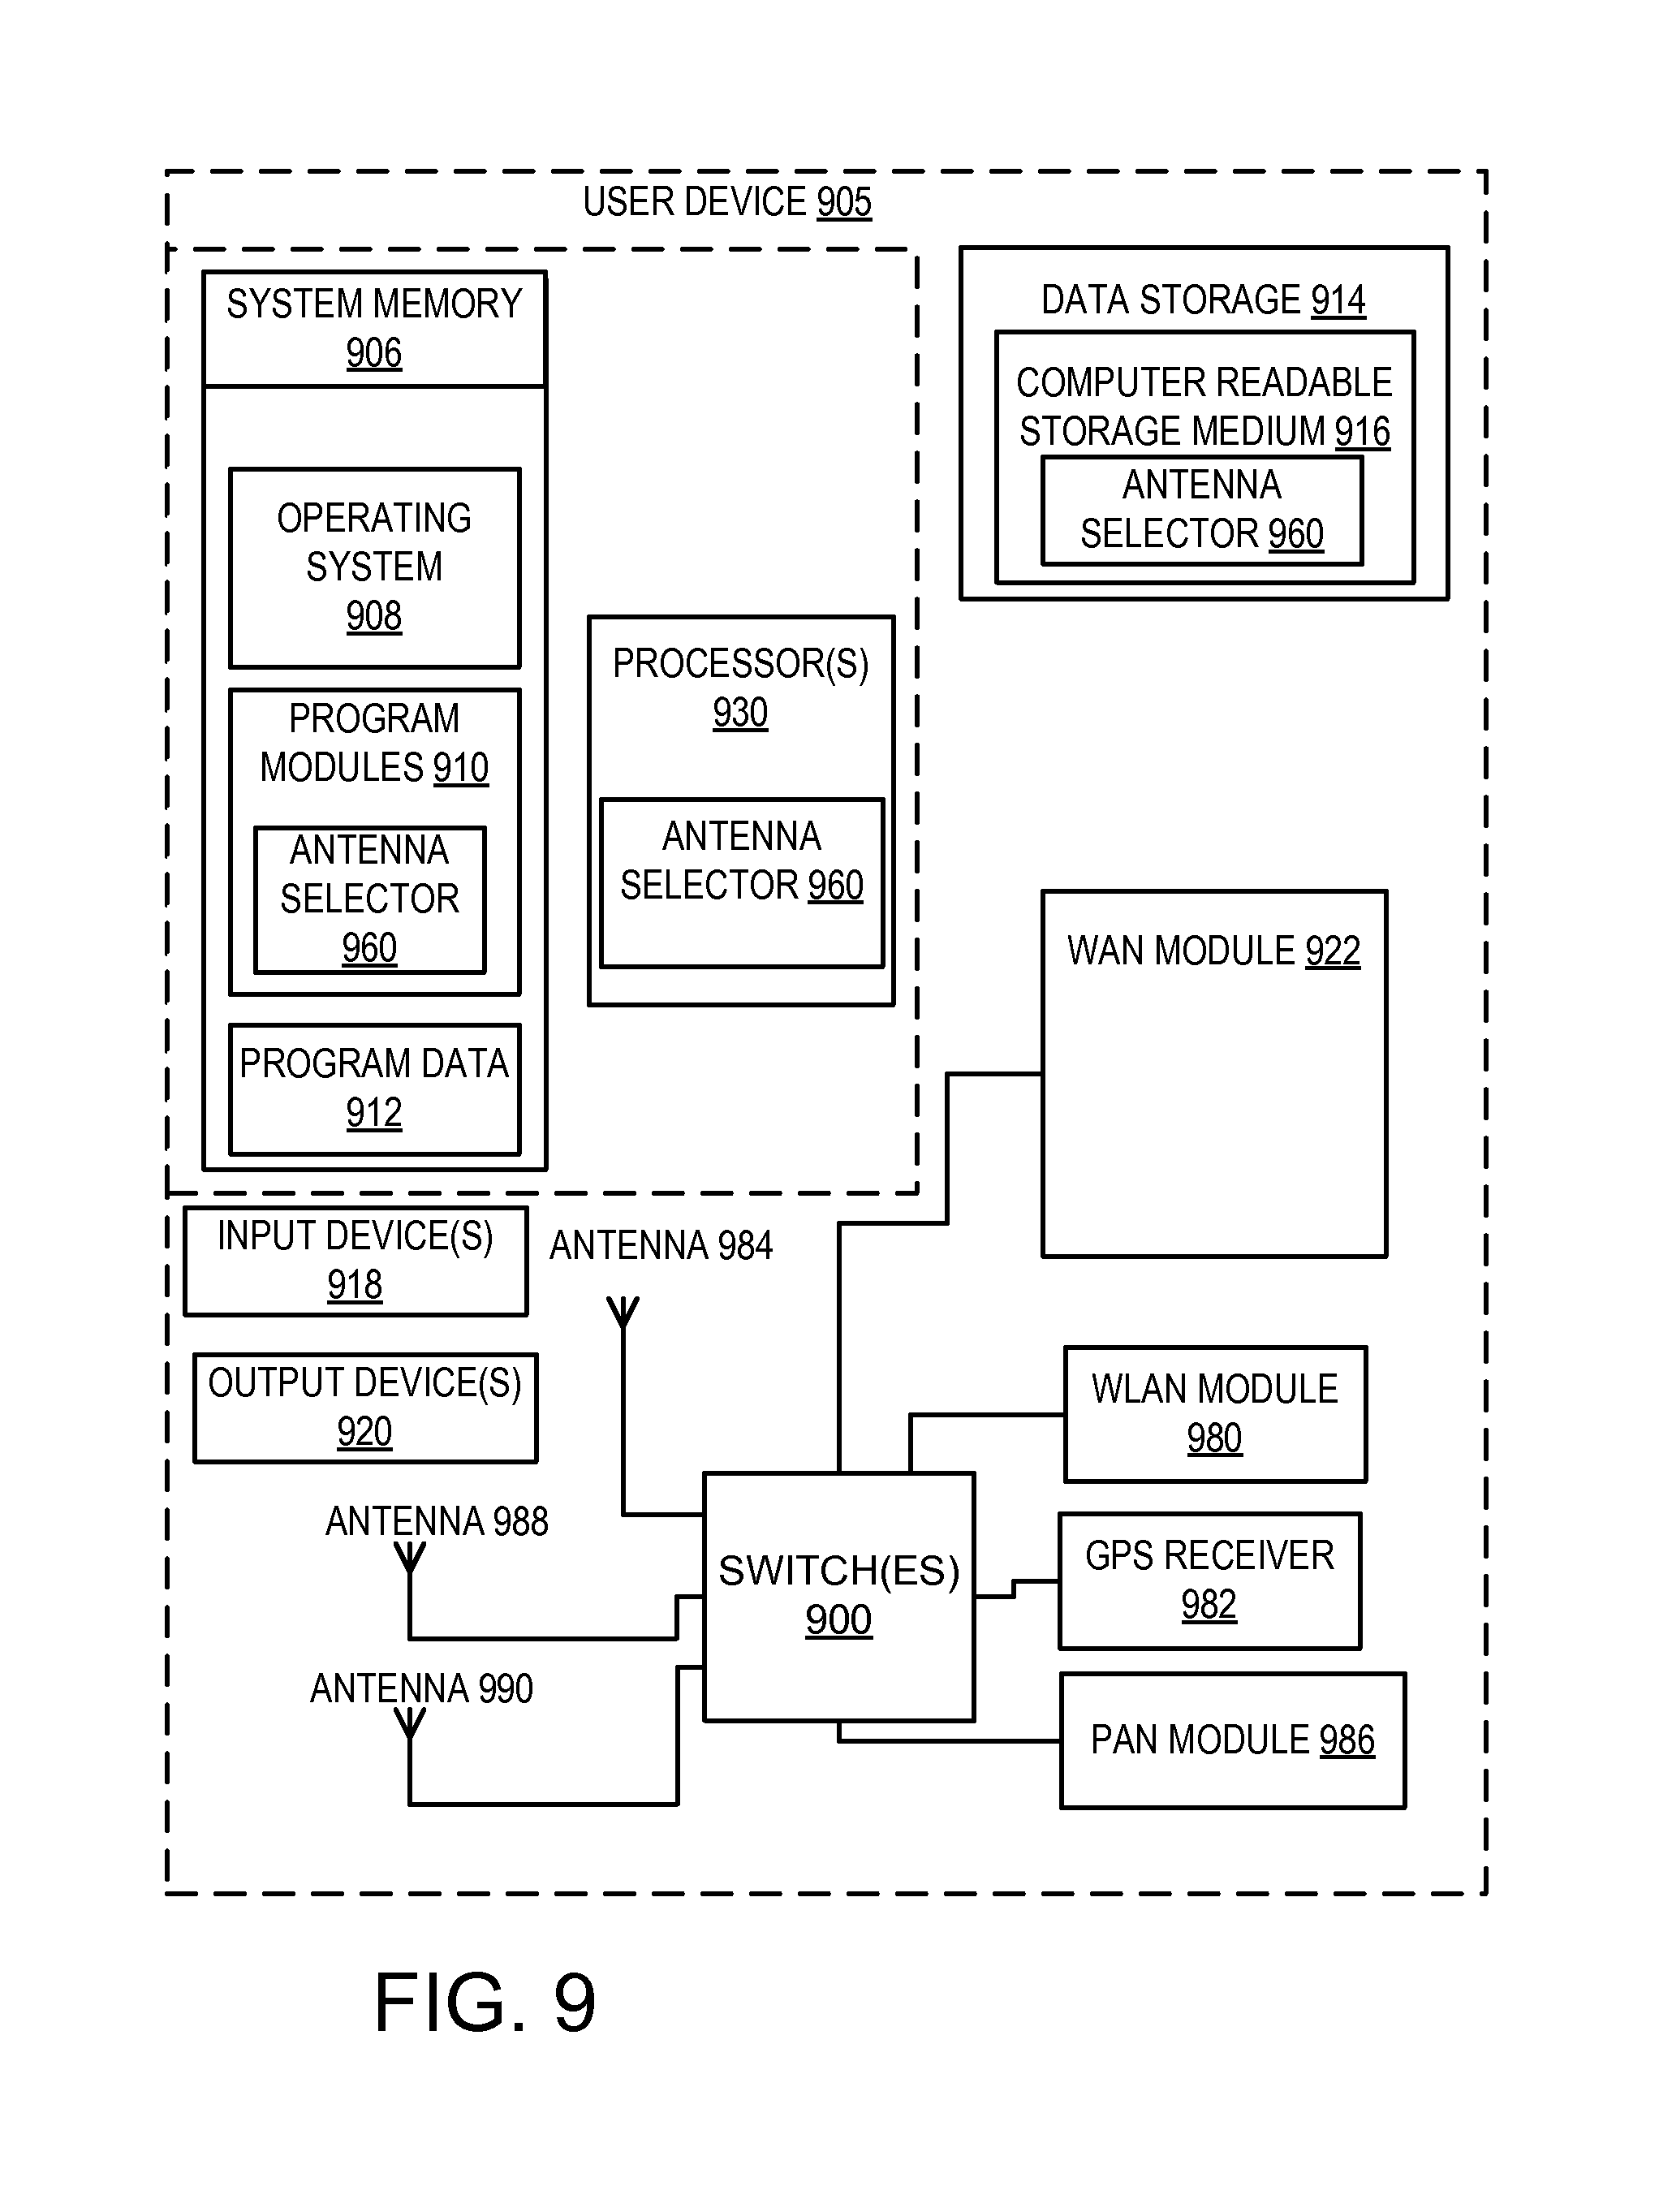 USER DEVICE 905
SYSTEM MEMORY
906
OPERATING
SYSTEM
908
PROGRAM
MODULES 910
ANTENNA
SELECTOR
960
PROGRAM DATA
912
PROCESSOR(S)
930
ANTENNA
SELECTOR 960
DATA STORAGE 914
COMPUTER READABLE
STORAGE MEDIUM 916
ANTENNA
SELECTOR 960
WAN MODULE 922
INPUT DEVICE(S)
918
OUTPUT DEVICE(S)
920
ANTENNA 984
ANTENNA 988
ANTENNA 990
SWITCH(ES)
900
WLAN MODULE
980
GPS RECEIVER
982
PAN MODULE 986
FIG. 9